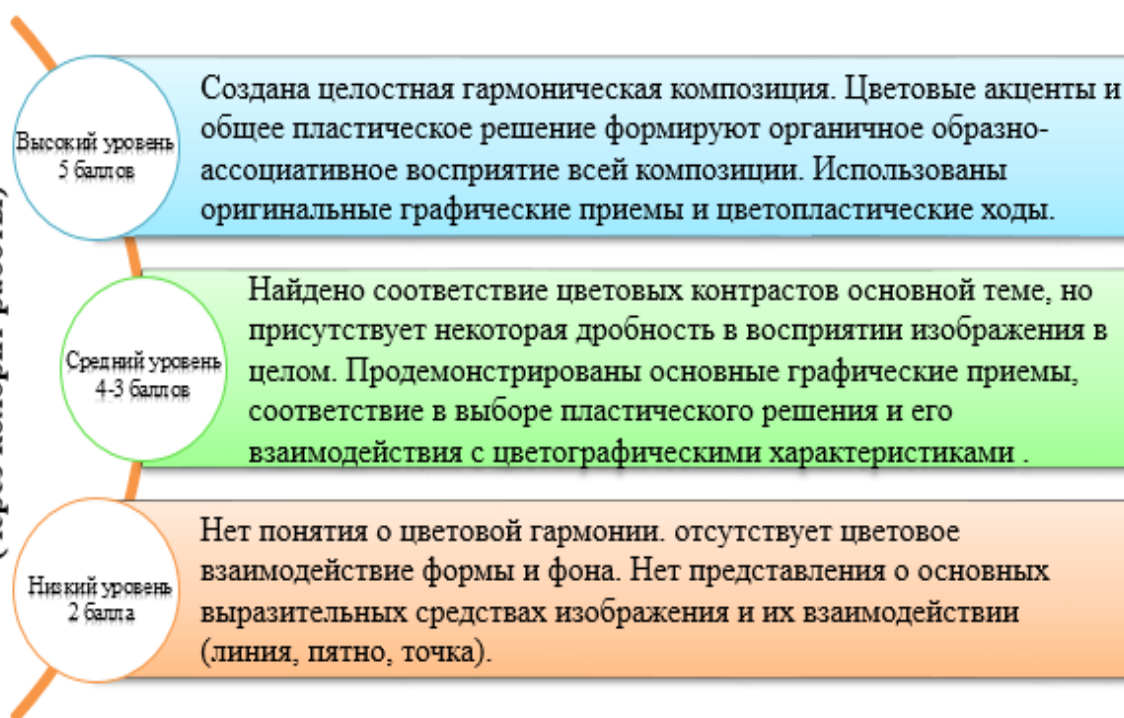 Высокий уровень
5 баллов
Создана целостная гармоническая композиция. Цветовые акценты и
общее пластическое решение формируют органичное образно-
ассоциативное восприятие всей композиции. Использованы
оригинальные графические приемы и цветопластические ходы.
Средний уровень
4-3 баллов
Найдено соответствие цветовых контрастов основной теме, но
присутствует некоторая дробность в восприятии изображения в
целом. Продемонстрированы основные графические приемы,
соответствие в выборе пластического решения и его
взаимодействия с цветографическими характеристиками .
Низкий уровень
2 балла
Нет понятия о цветовой гармонии. отсутствует цветовое
взаимодействие формы и фона. Нет представления о основных
выразительных средствах изображения и их взаимодействии
(линия, пятно, точка).